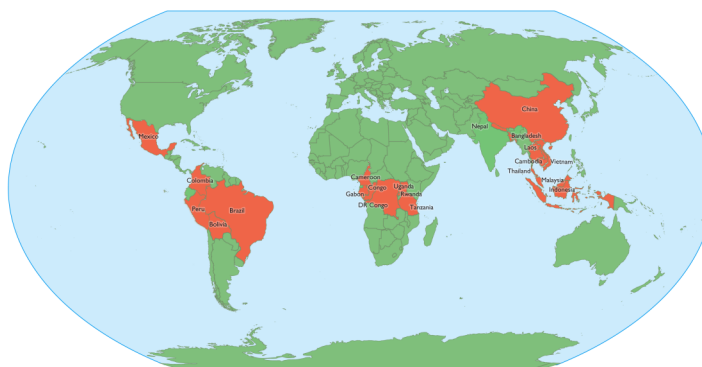 China
Nepal
Mexico
Bangladesh
Laos
Cambodia
Vietnam
Thailand
Cameroon
Colombia
Malaysia
Congo
Uganda
Indonesia
Gabon
Rwanda
DR Congo
Tanzania
Peru
Brazil
Bolivia